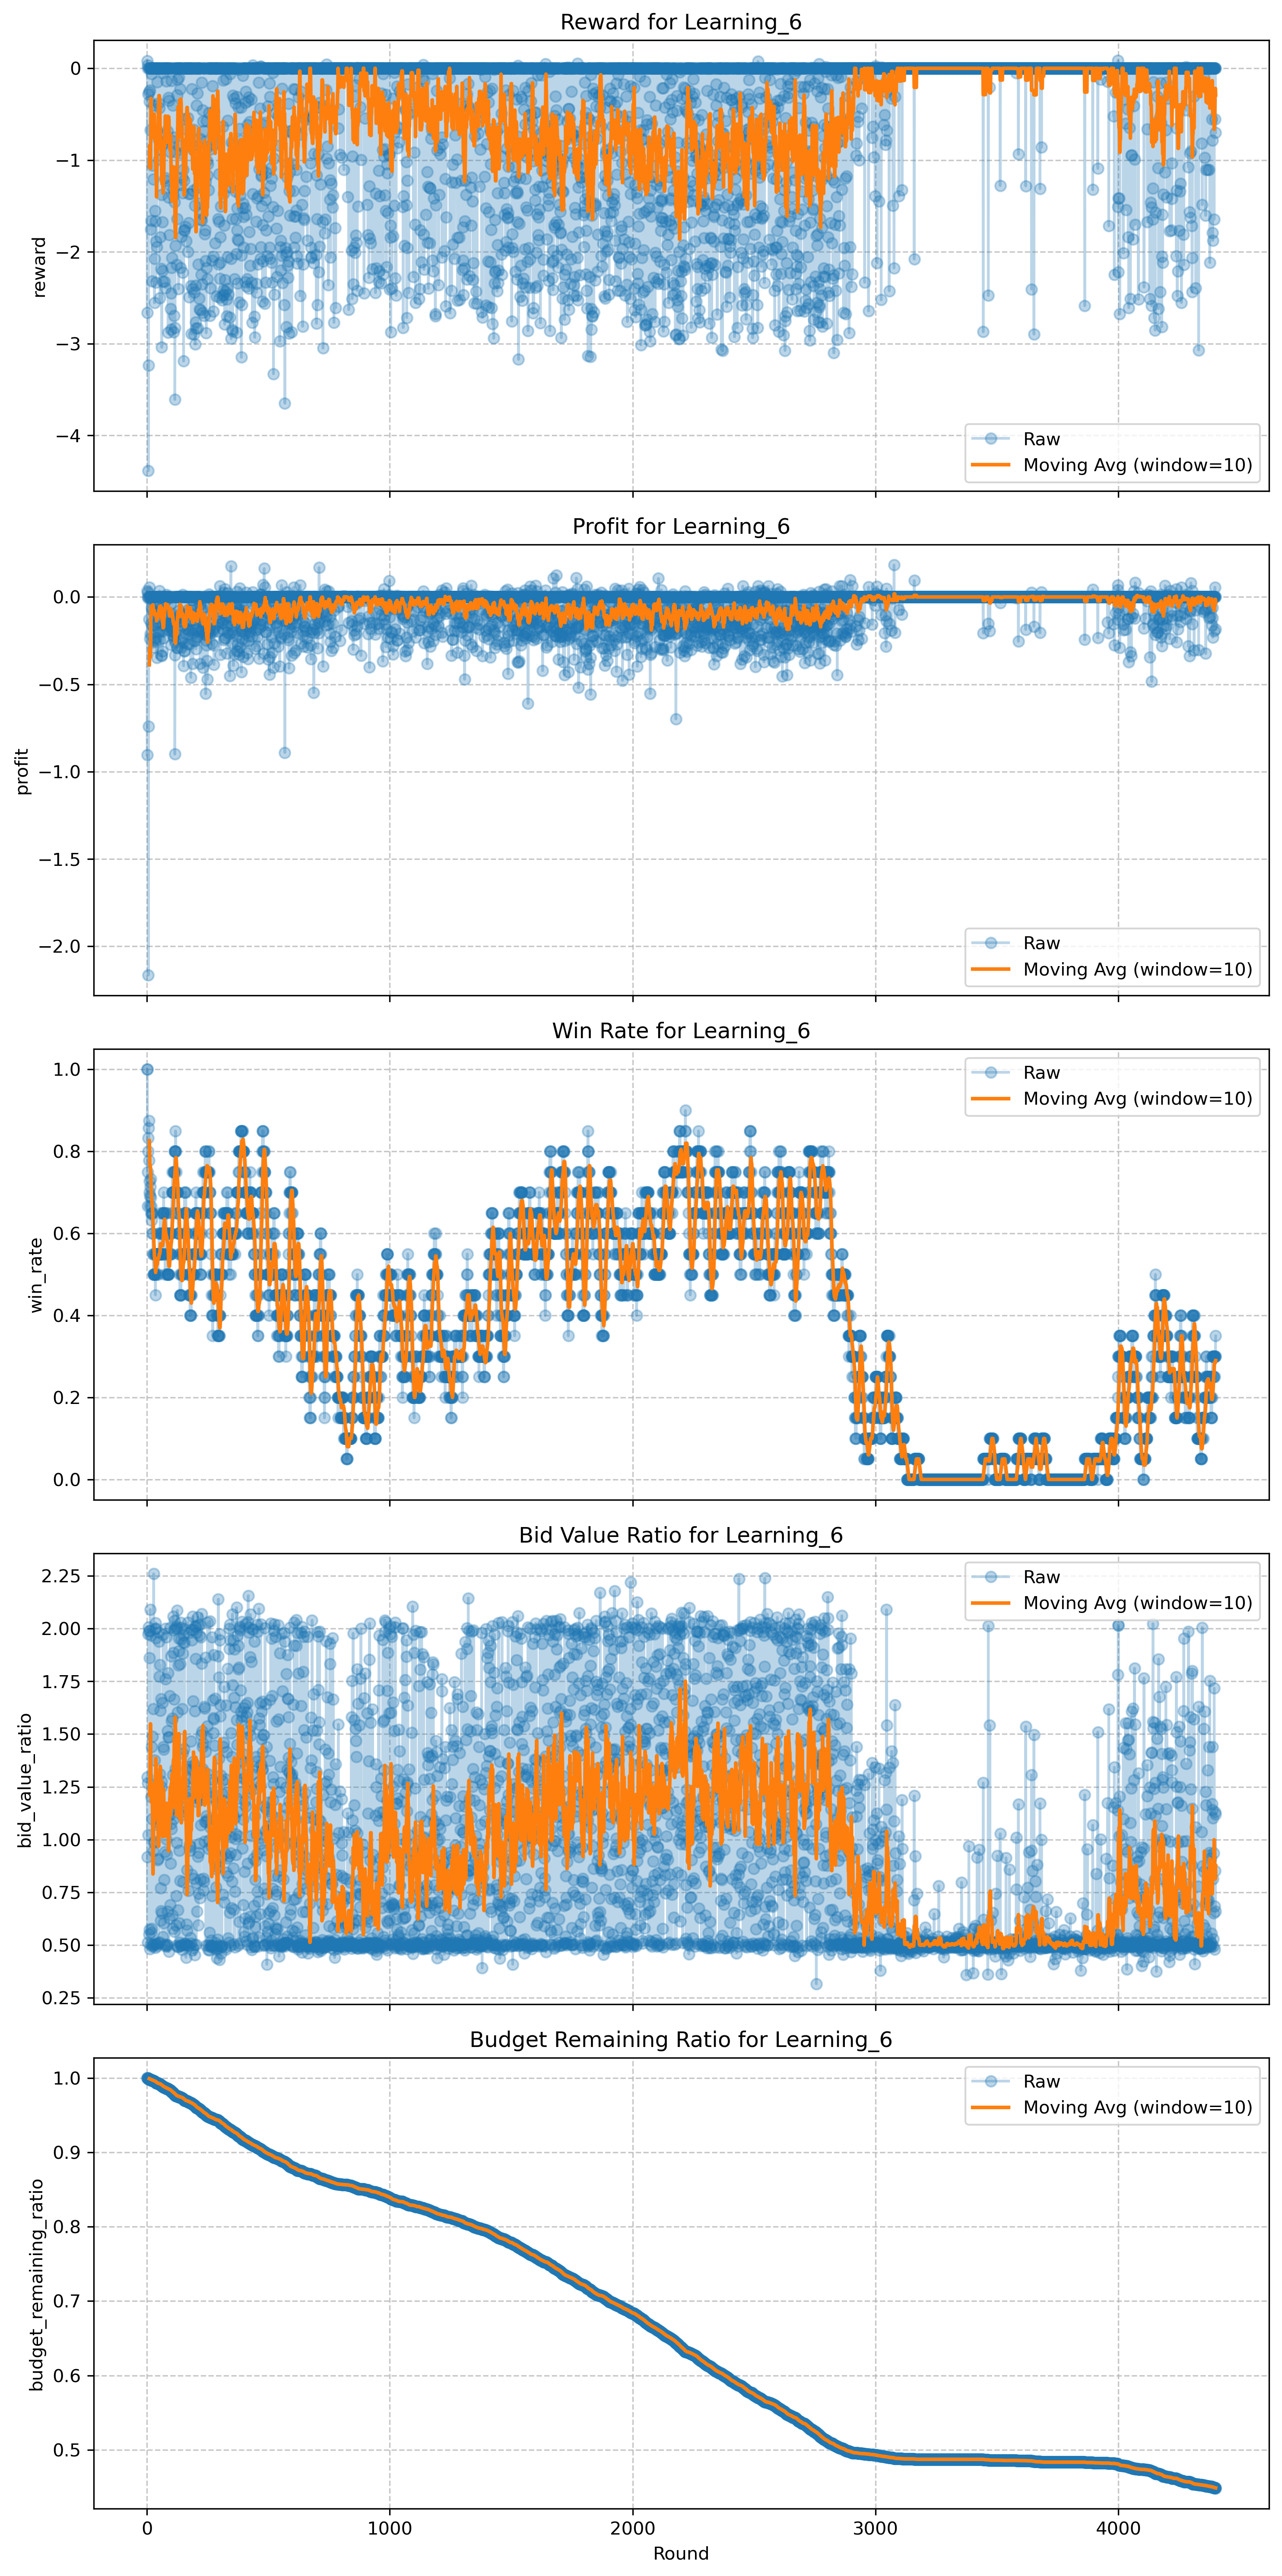 Reward for Learning_6
0
−1
−2
−3
−4
reward
Raw
Moving Avg (window=10)
Profit for Learning_6
0.0
−0.5
−1.0
−1.5
−2.0
profit
Raw
Moving Avg (window=10)
Win Rate for Learning_6
1.0
0.8
0.6
0.4
0.2
0.0
win_rate
Raw
Moving Avg (window=10)
Bid Value Ratio for Learning_6
2.25
2.00
1.75
1.50
1.25
1.00
0.75
0.50
0.25
bid_value_ratio
Raw
Moving Avg (window=10)
Budget Remaining Ratio for Learning_6
1.0
0.9
0.8
0.7
0.6
0.5
budget_remaining_ratio
Raw
Moving Avg (window=10)
0 1000 2000 3000 4000
Round